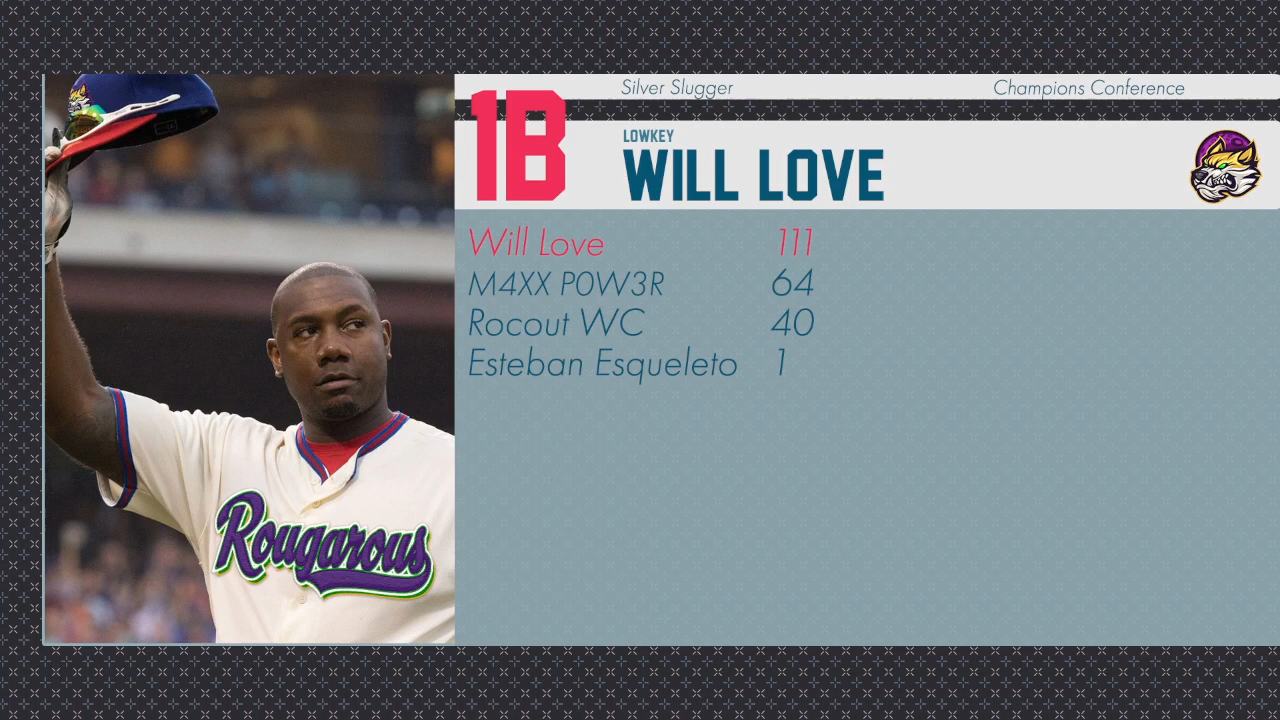 Silver Slugger
Champions Conference
1B
LOWKEY
WILL LOVE
Will Love 111
M4XX P0W3R 64
Rocout WC 40
Esteban Esqueleto 1
Rougarous